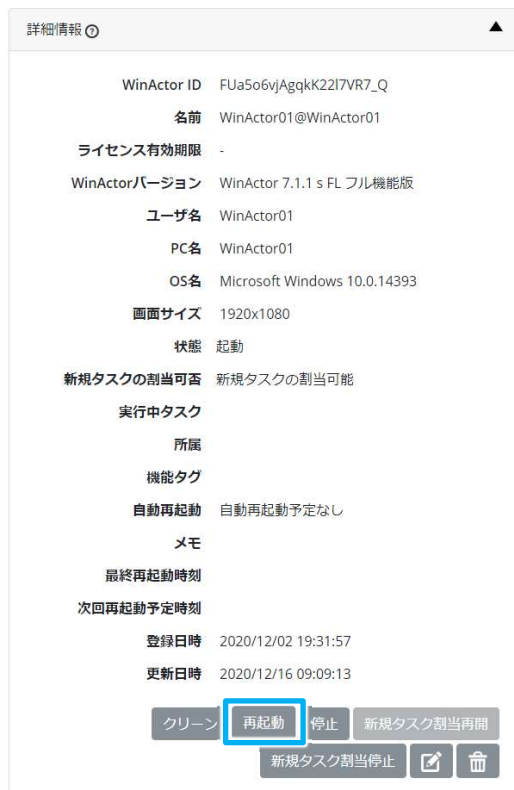 詳細情報 ?
WinActor ID FUa5o6vjAgqkK22l7VR7_Q
名前 WinActor01@WinActor01
ライセンス有効期限 -
WinActorバージョン WinActor 7.1.1 s FL フル機能版
ユーザ名 WinActor01
PC名 WinActor01
OS名 Microsoft Windows 10.0.14393
画面サイズ 1920x1080
状態 起動
新規タスクの割当可否 新規タスクの割当可能
実行中タスク
所属
機能タグ
自動再起動 自動再起動予定なし
メモ
最終再起動時刻
次回再起動予定時刻
登録日時 2020/12/02 19:31:57
更新日時 2020/12/16 09:09:13
クリーン 再起動 停止 新規タスク割当再開
新規タスク割当停止